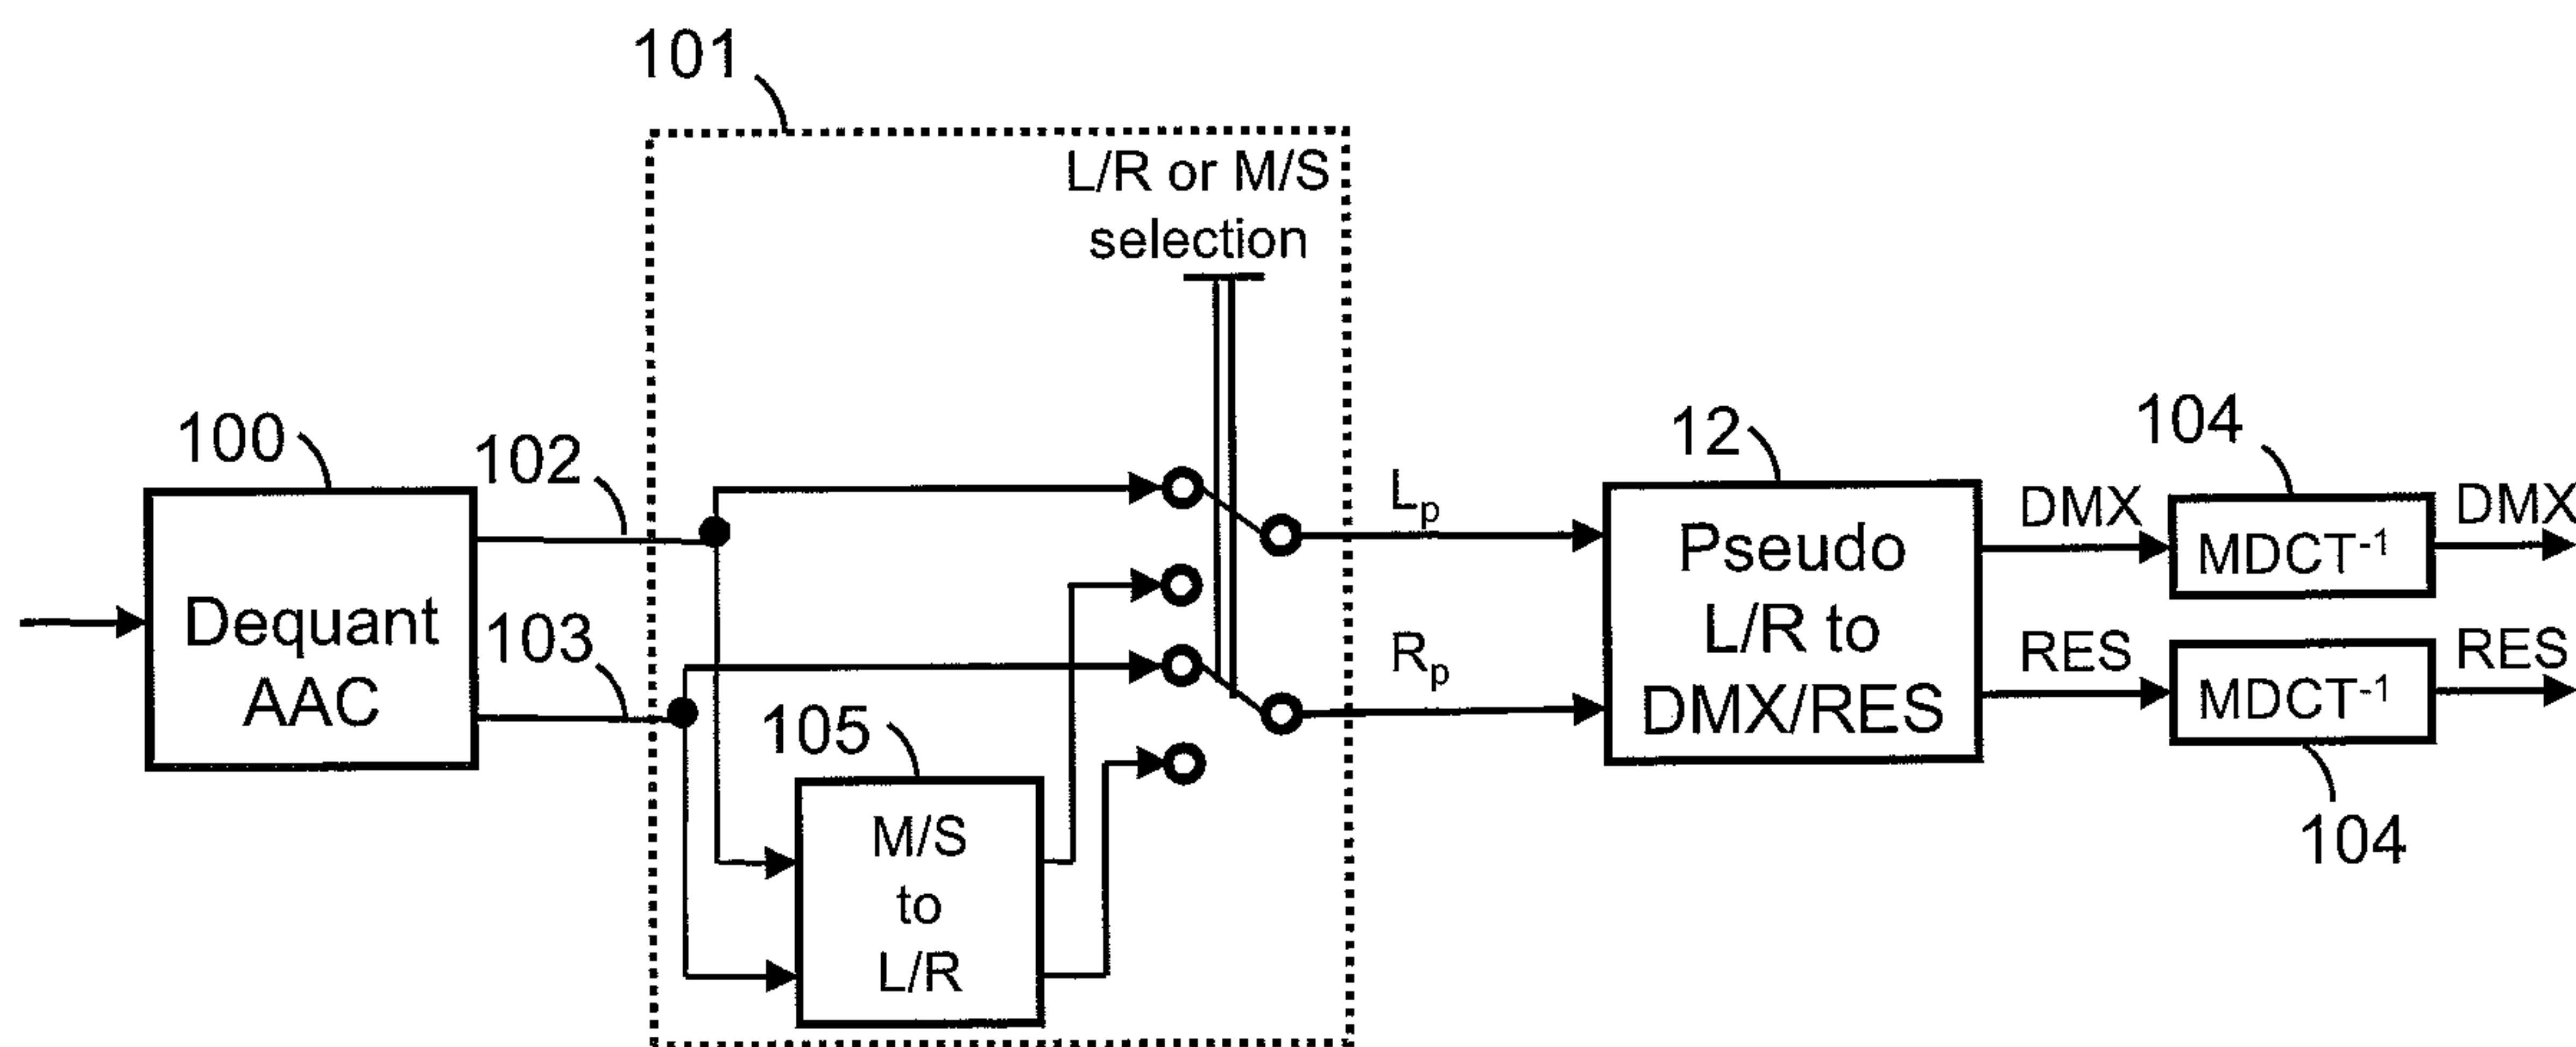 101
L/R or M/S
selection
100
102
103
Dequant
AAC
105
M/S
to
L/R
Lp
Rp
12
Pseudo
L/R to
DMX/RES
DMX
RES
104
MDCT-1
MDCT-1
104
DMX
RES